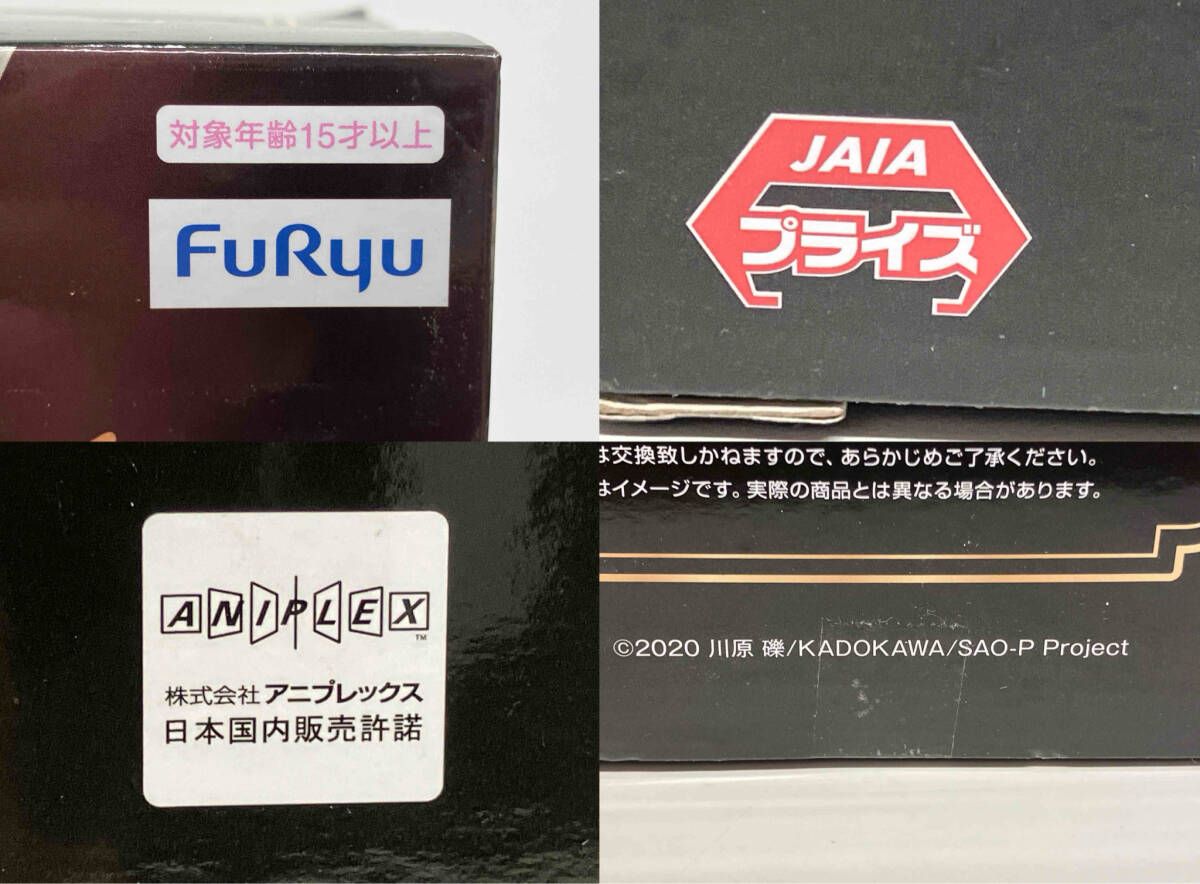 対象年齢15才以上
FuRyu
JAIA
プライズ
ANIPLEX
TM
株式会社 アニプレックス
日本国内販売許諾
は交換致しかねますので、あらかじめご了承ください。
はイメージです。実際の商品とは異なる場合があります。
©2020 川原 礫/KADOKAWA/SAO-P Project